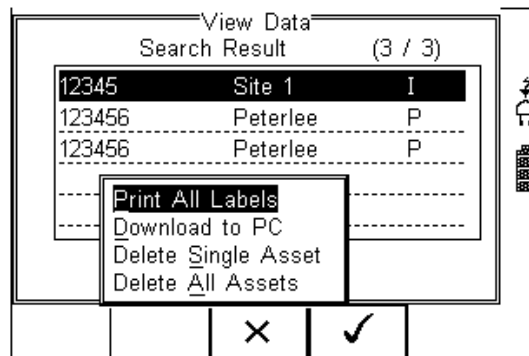 View Data
Search Result (3 / 3)
12345 Site 1 I
123456 Peterlee P
123456 Peterlee P
Print All Labels
Download to PC
Delete Single Asset
Delete All Assets